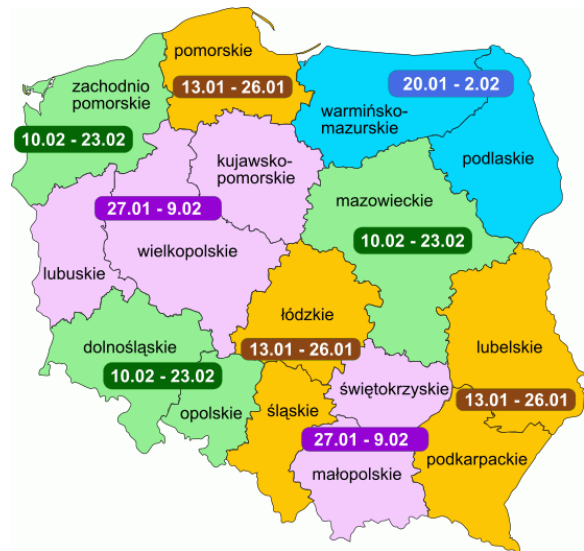 pomorskie
13.01 - 26.01
zachodnio
pomorskie
10.02 - 23.02
20.01 - 2.02
warmińsko-
mazurskie
podlaskie
kujawsko-
pomorskie
27.01 - 9.02
wielkopolskie
lubuskie
mazowieckie
10.02 - 23.02
łódzkie
13.01 - 26.01
dolnośląskie
10.02 - 23.02
opolskie
śląskie
lubelskie
13.01 - 26.01
świętokrzyskie
27.01 - 9.02
małopolskie
podkarpackie